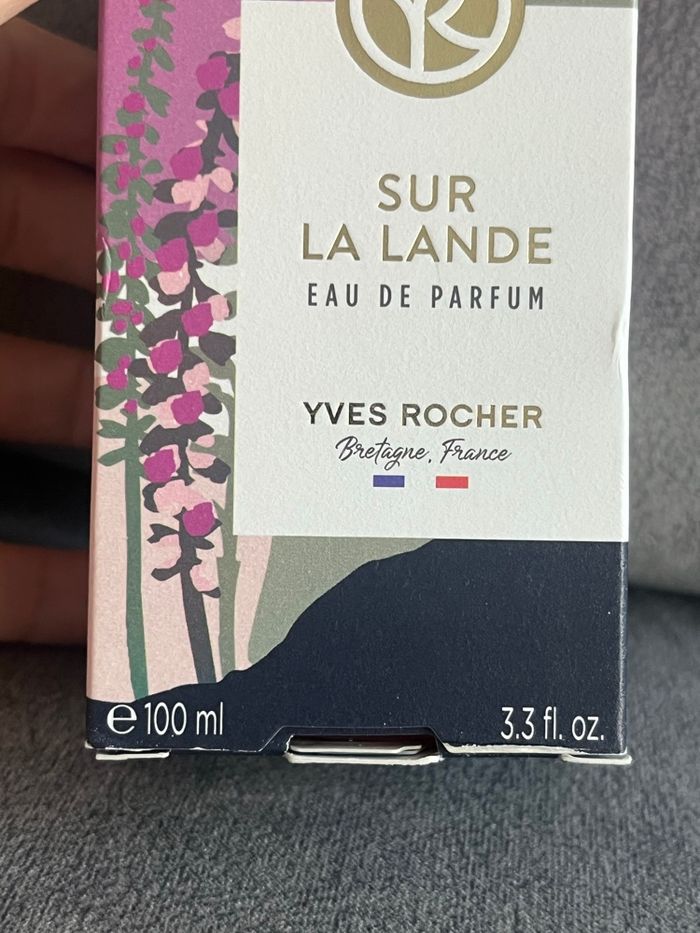 SUR
LA LANDE
EAU DE PARFUM
YVES ROCHER
Bretagne, France
℮ 100 ml
3.3 fl. oz.